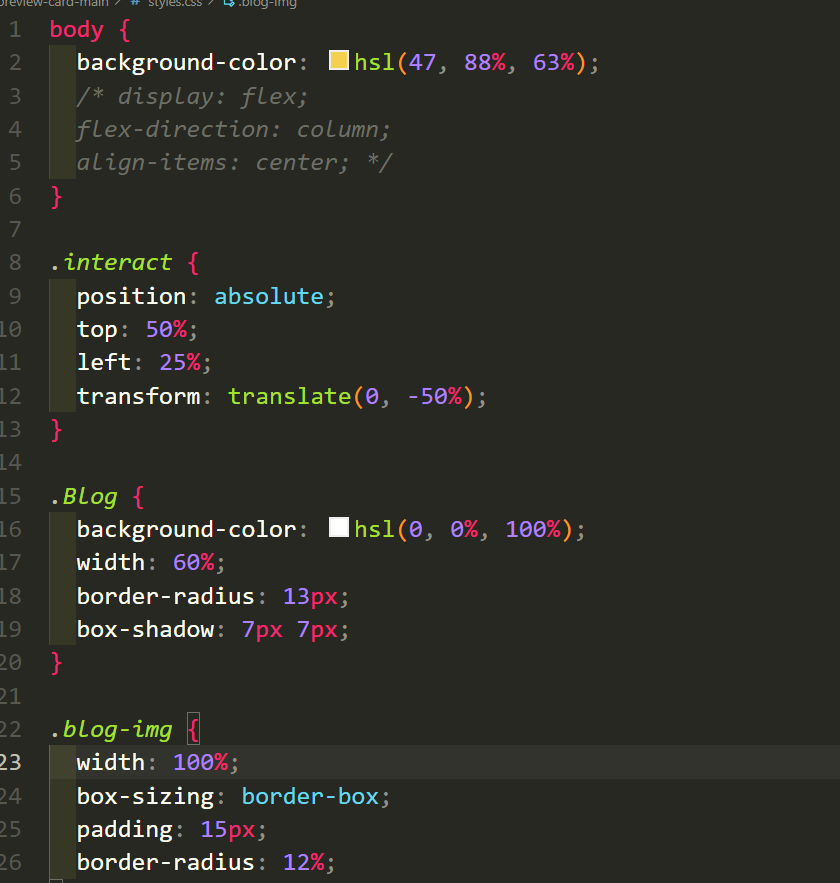 preview-card-main > # styles.css > .blog-img
1 body {
2 background-color: hsl(47, 88%, 63%);
3 /* display: flex;
4 flex-direction: column;
5 align-items: center; */
6 }
7
8 .interact {
9 position: absolute;
10 top: 50%;
11 left: 25%;
12 transform: translate(0, -50%);
13 }
14
15 .Blog {
16 background-color: hsl(0, 0%, 100%);
17 width: 60%;
18 border-radius: 13px;
19 box-shadow: 7px 7px;
20 }
21
22 .blog-img {
23 width: 100%;
24 box-sizing: border-box;
25 padding: 15px;
26 border-radius: 12%;